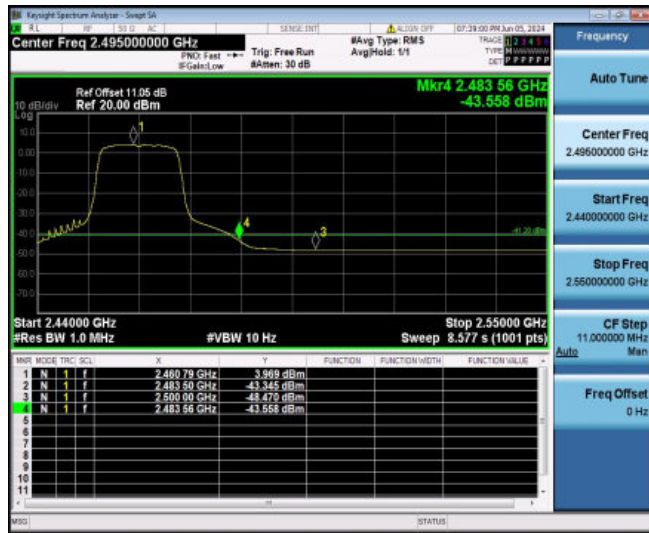 Keysight Spectrum Analyzer - Swept SA
RL RF 50 Ω AC SENSE:INT ALIGN OFF 07:39:00 PM Jun 05, 2024
Center Freq 2.495000000 GHz
PNO: Fast
IFGain:Low
Trig: Free Run
#Atten: 30 dB
#Avg Type: RMS
Avg|Hold: 1/1
TRACE 1 2 3 4 5 6
TYPE M WWWWW
DET P P P P P P
Ref Offset 11.05 dB
10 dB/div Ref 20.00 dBm
Log
Mkr4 2.483 56 GHz
-43.558 dBm
10.0
0.00
-10.0
-20.0
-30.0
-40.0
-50.0
-60.0
-70.0
1
4
3
-41.20 dBm
Start 2.44000 GHz Stop 2.55000 GHz
#Res BW 1.0 MHz #VBW 10 Hz Sweep 8.577 s (1001 pts)
MKR MODE TRC SCL X Y FUNCTION FUNCTION WIDTH FUNCTION VALUE
1 N 1 f 2.460 79 GHz 3.969 dBm
2 N 1 f 2.483 50 GHz -43.345 dBm
3 N 1 f 2.500 00 GHz -48.470 dBm
4 N 1 f 2.483 56 GHz -43.558 dBm
5
6
7
8
9
10
11
MSG STATUS
Frequency
Auto Tune
Center Freq
2.495000000 GHz
Start Freq
2.440000000 GHz
Stop Freq
2.550000000 GHz
CF Step
11.000000 MHz
Auto Man
Freq Offset
0 Hz